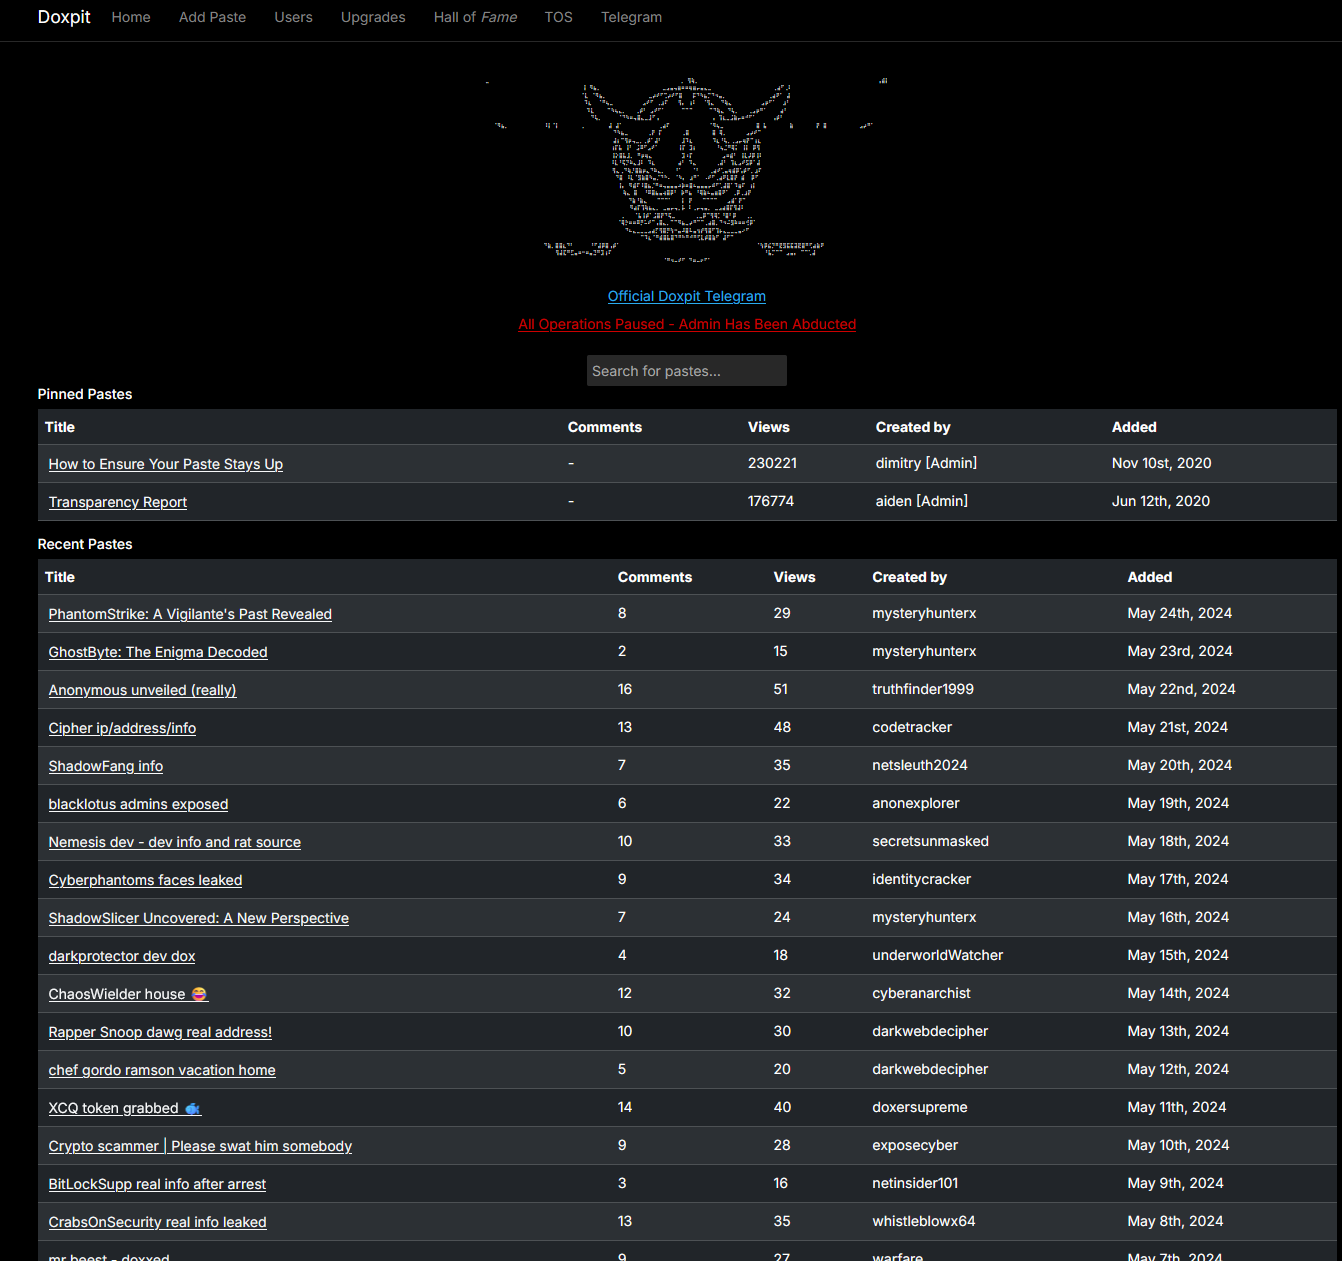 Doxpit Home Add Paste Users Upgrades Hall of Fame TOS Telegram
Official Doxpit Telegram
All Operations Paused - Admin Has Been Abducted
Search for pastes...
Pinned Pastes
Title Comments Views Created by Added
How to Ensure Your Paste Stays Up - 230221 dimitry [Admin] Nov 10st, 2020
Transparency Report - 176774 aiden [Admin] Jun 12th, 2020
Recent Pastes
Title Comments Views Created by Added
PhantomStrike: A Vigilante's Past Revealed 8 29 mysteryhunterx May 24th, 2024
GhostByte: The Enigma Decoded 2 15 mysteryhunterx May 23rd, 2024
Anonymous unveiled (really) 16 51 truthfinder1999 May 22nd, 2024
Cipher ip/address/info 13 48 codetracker May 21st, 2024
ShadowFang info 7 35 netsleuth2024 May 20th, 2024
blacklotus admins exposed 6 22 anonexplorer May 19th, 2024
Nemesis dev - dev info and rat source 10 33 secretsunmasked May 18th, 2024
Cyberphantoms faces leaked 9 34 identitycracker May 17th, 2024
ShadowSlicer Uncovered: A New Perspective 7 24 mysteryhunterx May 16th, 2024
darkprotector dev dox 4 18 underworldWatcher May 15th, 2024
ChaosWielder house 😂 12 32 cyberanarchist May 14th, 2024
Rapper Snoop dawg real address! 10 30 darkwebdecipher May 13th, 2024
chef gordo ramson vacation home 5 20 darkwebdecipher May 12th, 2024
XCQ token grabbed 🐟 14 40 doxersupreme May 11th, 2024
Crypto scammer | Please swat him somebody 9 28 exposecyber May 10th, 2024
BitLockSupp real info after arrest 3 16 netinsider101 May 9th, 2024
CrabsOnSecurity real info leaked 13 35 whistleblowx64 May 8th, 2024
mr beest - doxxed 9 27 warfare May 7th, 2024